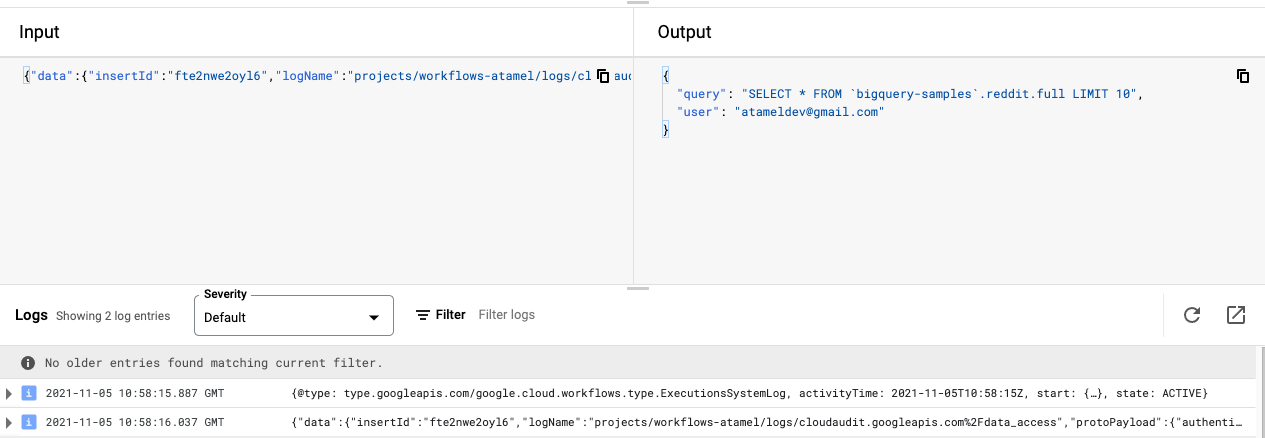 Input
Output
{"data":{"insertId":"fte2nwe2oyl6","logName":"projects/workflows-atamel/logs/cl
{
"query": "SELECT * FROM `bigquery-samples`.reddit.full LIMIT 10",
"user": "atameldev@gmail.com"
}
Severity
Logs Showing 2 log entries Default Filter Filter logs
No older entries found matching current filter.
2021-11-05 10:58:15.887 GMT {@type: type.googleapis.com/google.cloud.workflows.type.ExecutionsSystemLog, activityTime: 2021-11-05T10:58:15Z, start: {…}, state: ACTIVE}
2021-11-05 10:58:16.037 GMT {"data":{"insertId":"fte2nwe2oyl6","logName":"projects/workflows-atamel/logs/cloudaudit.googleapis.com%2Fdata_access","protoPayload":{"authenti…